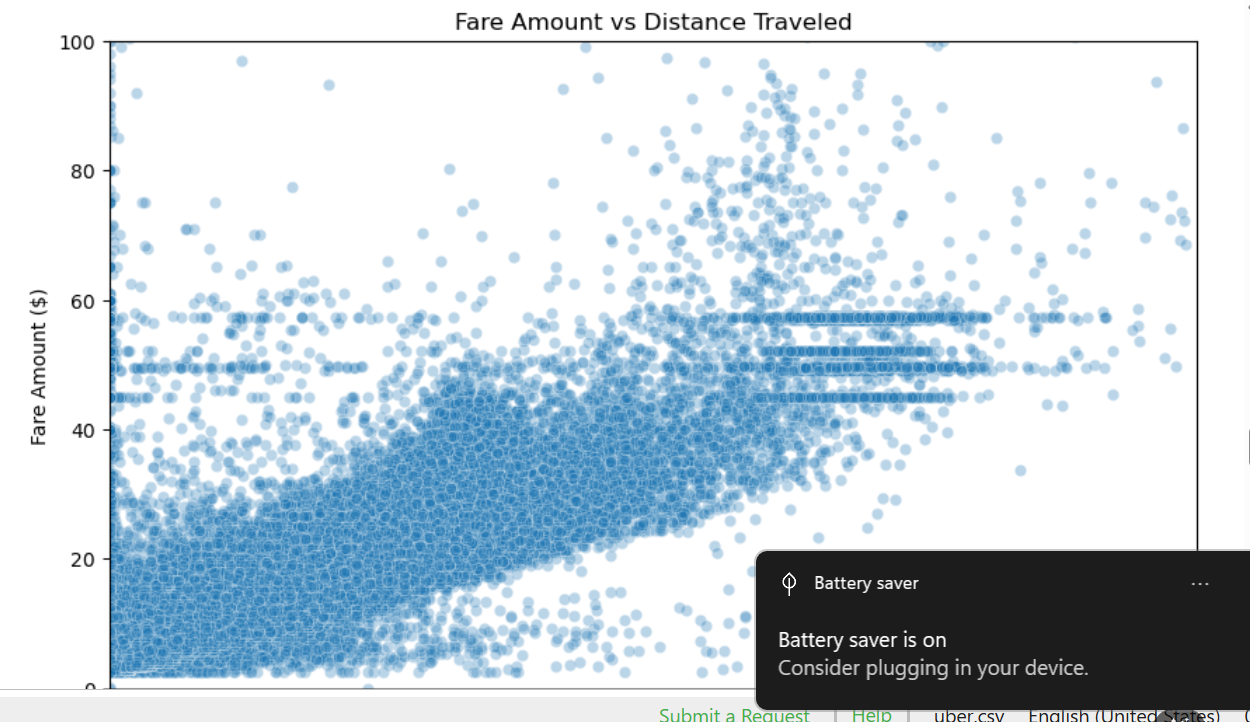 Fare Amount vs Distance Traveled
100
80
60
40
20
0
Fare Amount ($)
Battery saver
...
Battery saver is on
Consider plugging in your device.
Submit a Request
Help
uber.csv
English (United States)